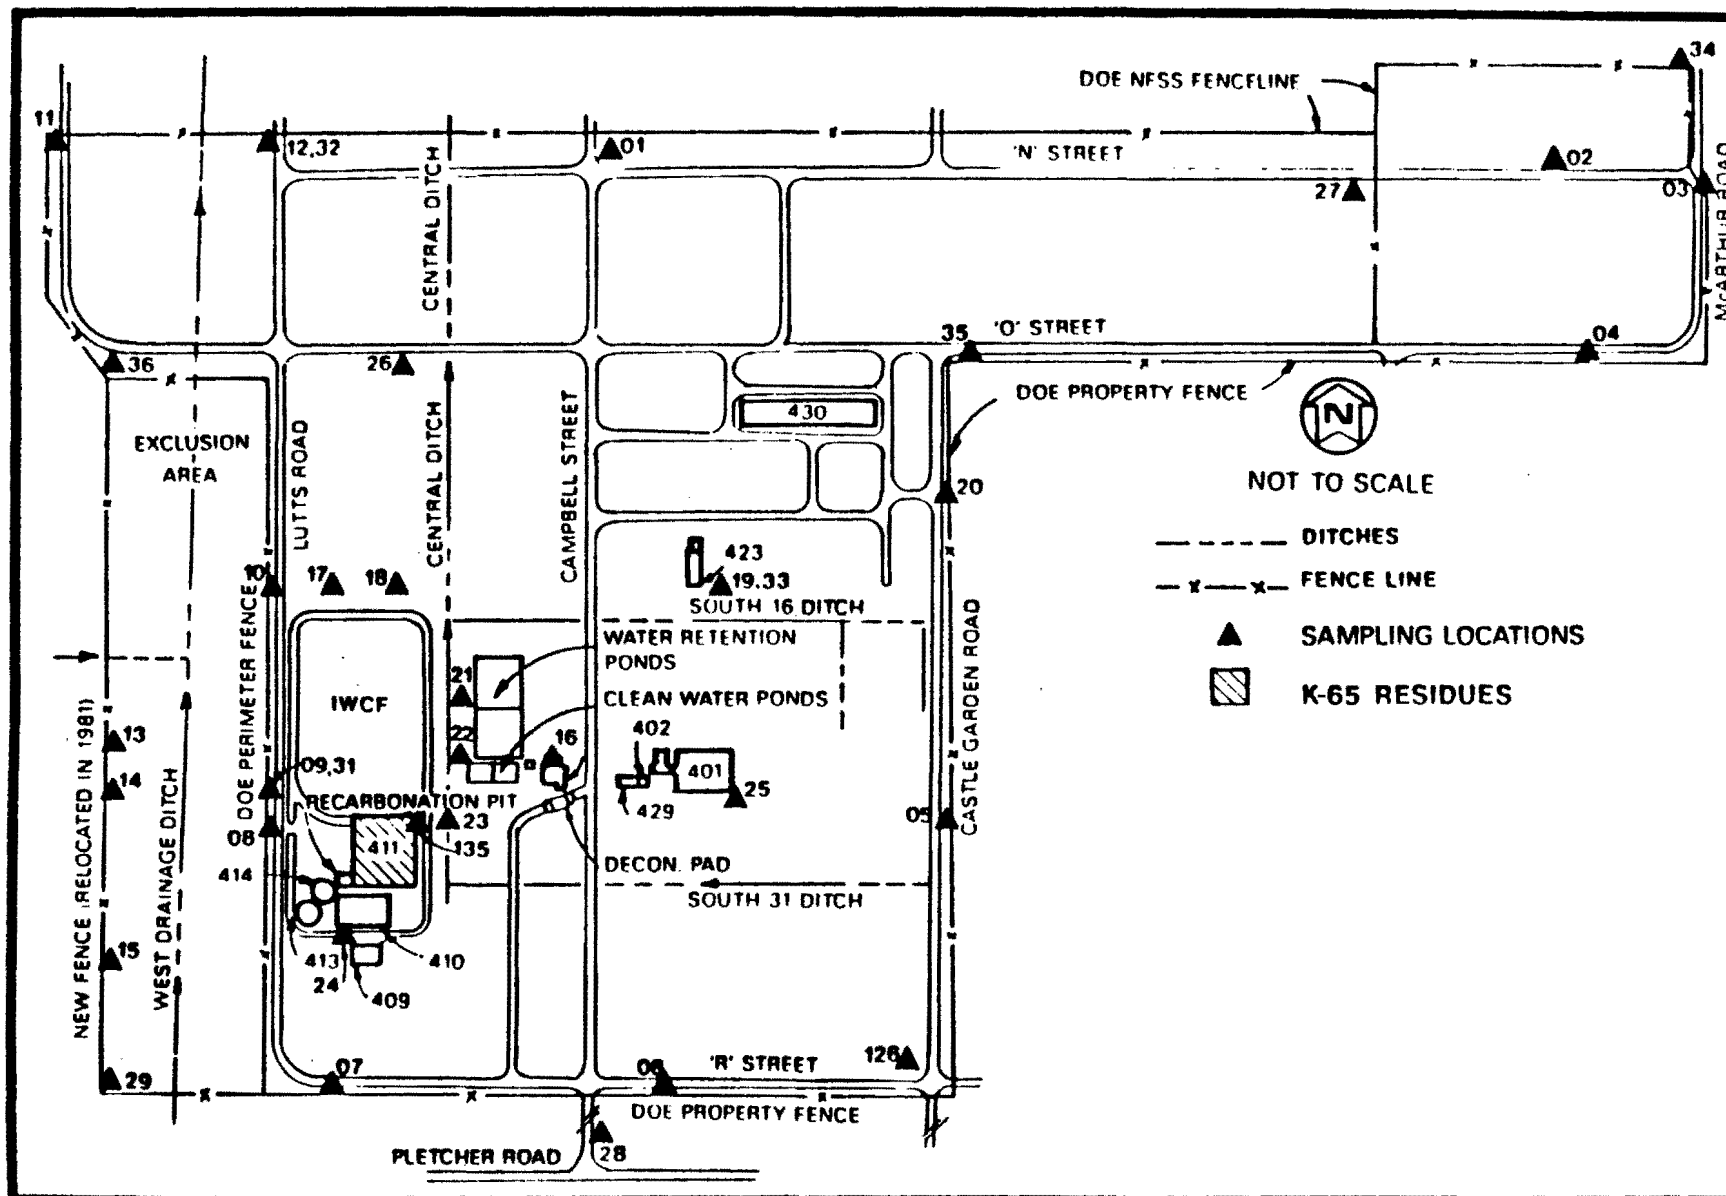 34
DOE NFSS FENCELINE
11
12,32
01
'N' STREET
02
27
03
McARTHUR ROAD
CENTRAL DITCH
36
26
35
'O' STREET
04
DOE PROPERTY FENCE
N
NOT TO SCALE
430
EXCLUSION
AREA
LUTTS ROAD
CENTRAL DITCH
CAMPBELL STREET
20
DITCHES
FENCE LINE
SAMPLING LOCATIONS
K-65 RESIDUES
10
17
18
423
19.33
SOUTH 16 DITCH
WATER RETENTION
PONDS
CLEAN WATER PONDS
DOE PERIMETER FENCE
IWCF
21
22
16
402
401
25
429
CASTLE GARDEN ROAD
05
13
14
09,31
RECARBONATION PIT
08
23
411
135
414
DECON. PAD
SOUTH 31 DITCH
NEW FENCE (RELOCATED IN 1981)
WEST DRAINAGE DITCH
15
413
24
410
409
29
07
06
'R' STREET
128
DOE PROPERTY FENCE
PLETCHER ROAD
28